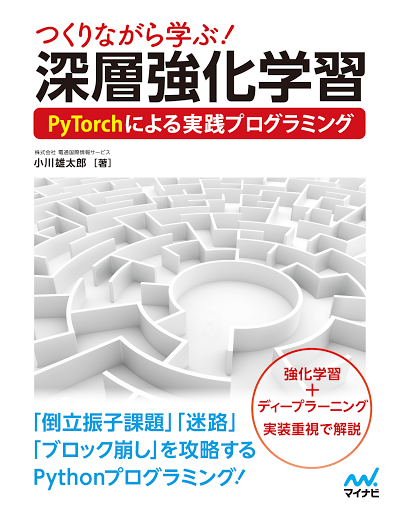 つくりながら学ぶ!
深層強化学習
PyTorchによる実践プログラミング
株式会社 電通国際情報サービス
小川雄太郎 [著]
強化学習
+
ディープラーニング
実装重視で解説
「倒立振子課題」「迷路」
「ブロック崩し」を攻略する
Pythonプログラミング!
マイナビ